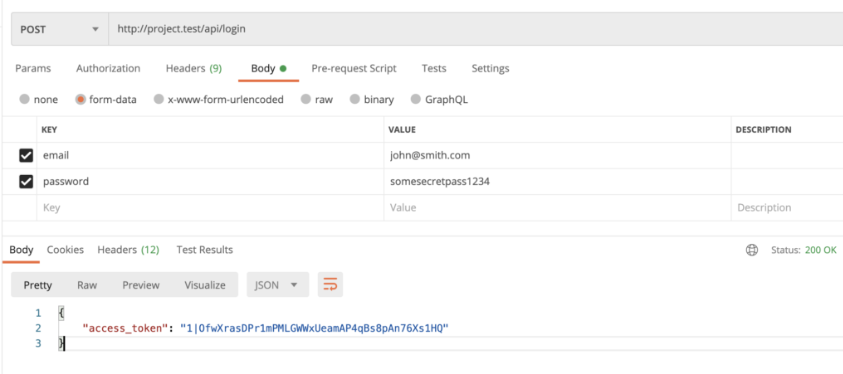 POST http://project.test/api/login
Params Authorization Headers (9) Body Pre-request Script Tests Settings
none form-data x-www-form-urlencoded raw binary GraphQL
KEY VALUE DESCRIPTION
email john@smith.com
password somesecretpass1234
Key Value Description
Body Cookies Headers (12) Test Results Status: 200 OK
Pretty Raw Preview Visualize JSON
1 {
2 "access_token": "1|OfwXrasDPr1mPMLGWWxUeamAP4qBs8pAn76Xs1HQ"
3 }